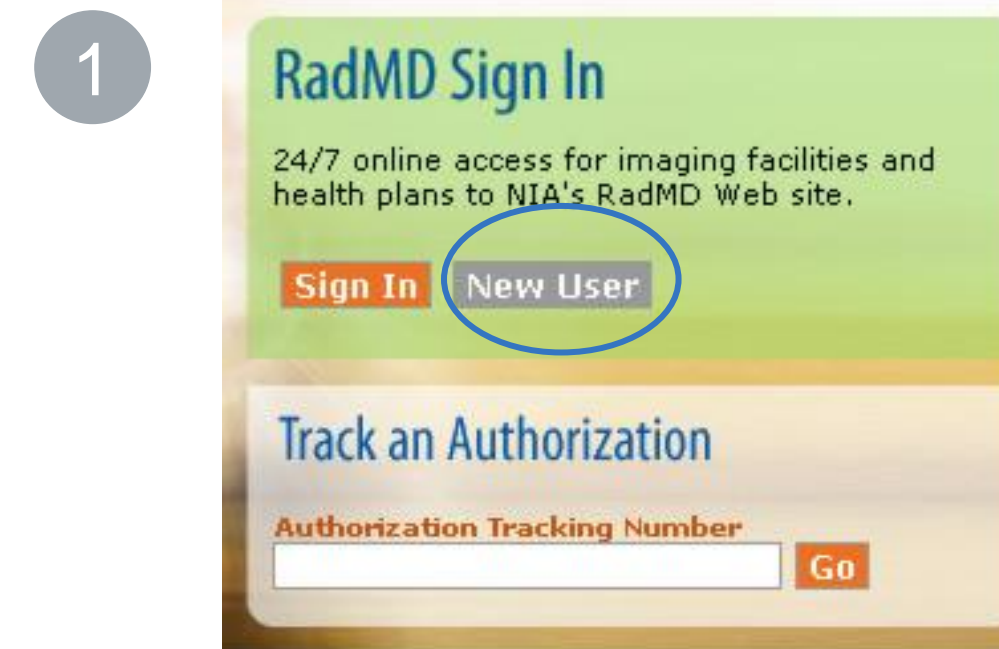 1
RadMD Sign In
24/7 online access for imaging facilities and
health plans to NIA's RadMD Web site.
Sign In New User
Track an Authorization
Authorization Tracking Number
Go